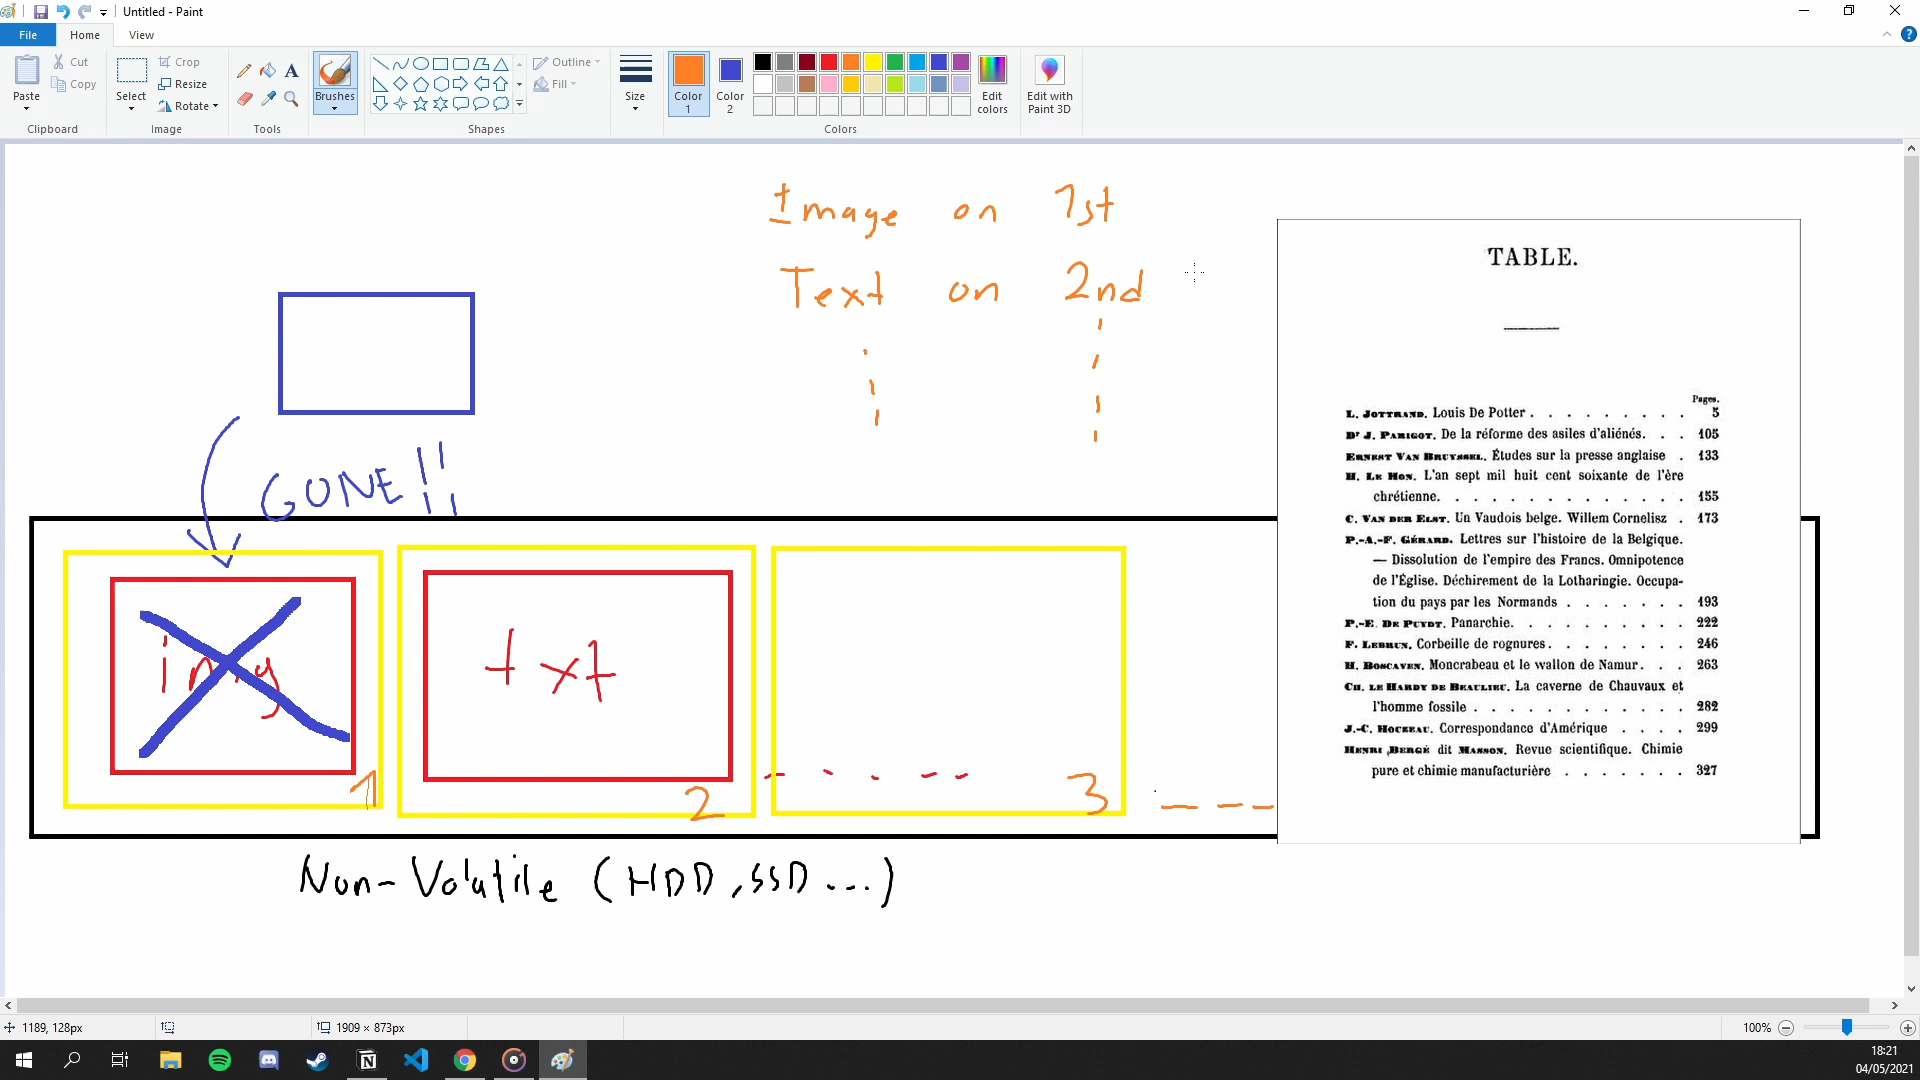 Untitled - Paint
File Home View
Paste
Cut
Copy
Clipboard
Select
Crop
Resize
Rotate
Image
Tools
Brushes
Shapes
Outline
Fill
Size
Color 1
Color 2
Edit colors
Colors
Edit with Paint 3D
Image on 1st
Text on 2nd
GONE!!
img
1
txt
2
3
Non-Volatile (HDD, SSD...)
TABLE.
Pages.
L. JOTTRAND. Louis De Potter . . . . . . . . 5
Dr J. PARIGOT. De la réforme des asiles d'aliénés. . . 105
ERNEST VAN BRUYSSEL. Études sur la presse anglaise . 133
H. LE HON. L'an sept mil huit cent soixante de l'ère
chrétienne. . . . . . . . . . . . 155
C. VAN DER ELST. Un Vaudois belge. Willem Cornelisz . 173
P.-A.-F. GÉRARD. Lettres sur l'histoire de la Belgique.
— Dissolution de l'empire des Francs. Omnipotence
de l'Église. Déchirement de la Lotharingie. Occupa-
tion du pays par les Normands . . . . . . . 193
P.-E. DE PUYDT. Panarchie. . . . . . . . . 222
F. LEBRUN. Corbeille de rognures. . . . . . . 246
H. BOSCAVEN. Moncrabeau et le wallon de Namur. . . 263
CH. LE HARDY DE BEAULIEU. La caverne de Chauvaux et
l'homme fossile . . . . . . . . . . . 282
J.-C. HOUZEAU. Correspondance d'Amérique . . . . 299
HENRI BERGÉ dit MASSON. Revue scientifique. Chimie
pure et chimie manufacturière . . . . . . . 327
1189, 128px
1909 × 873px
100%
18:21
04/05/2021